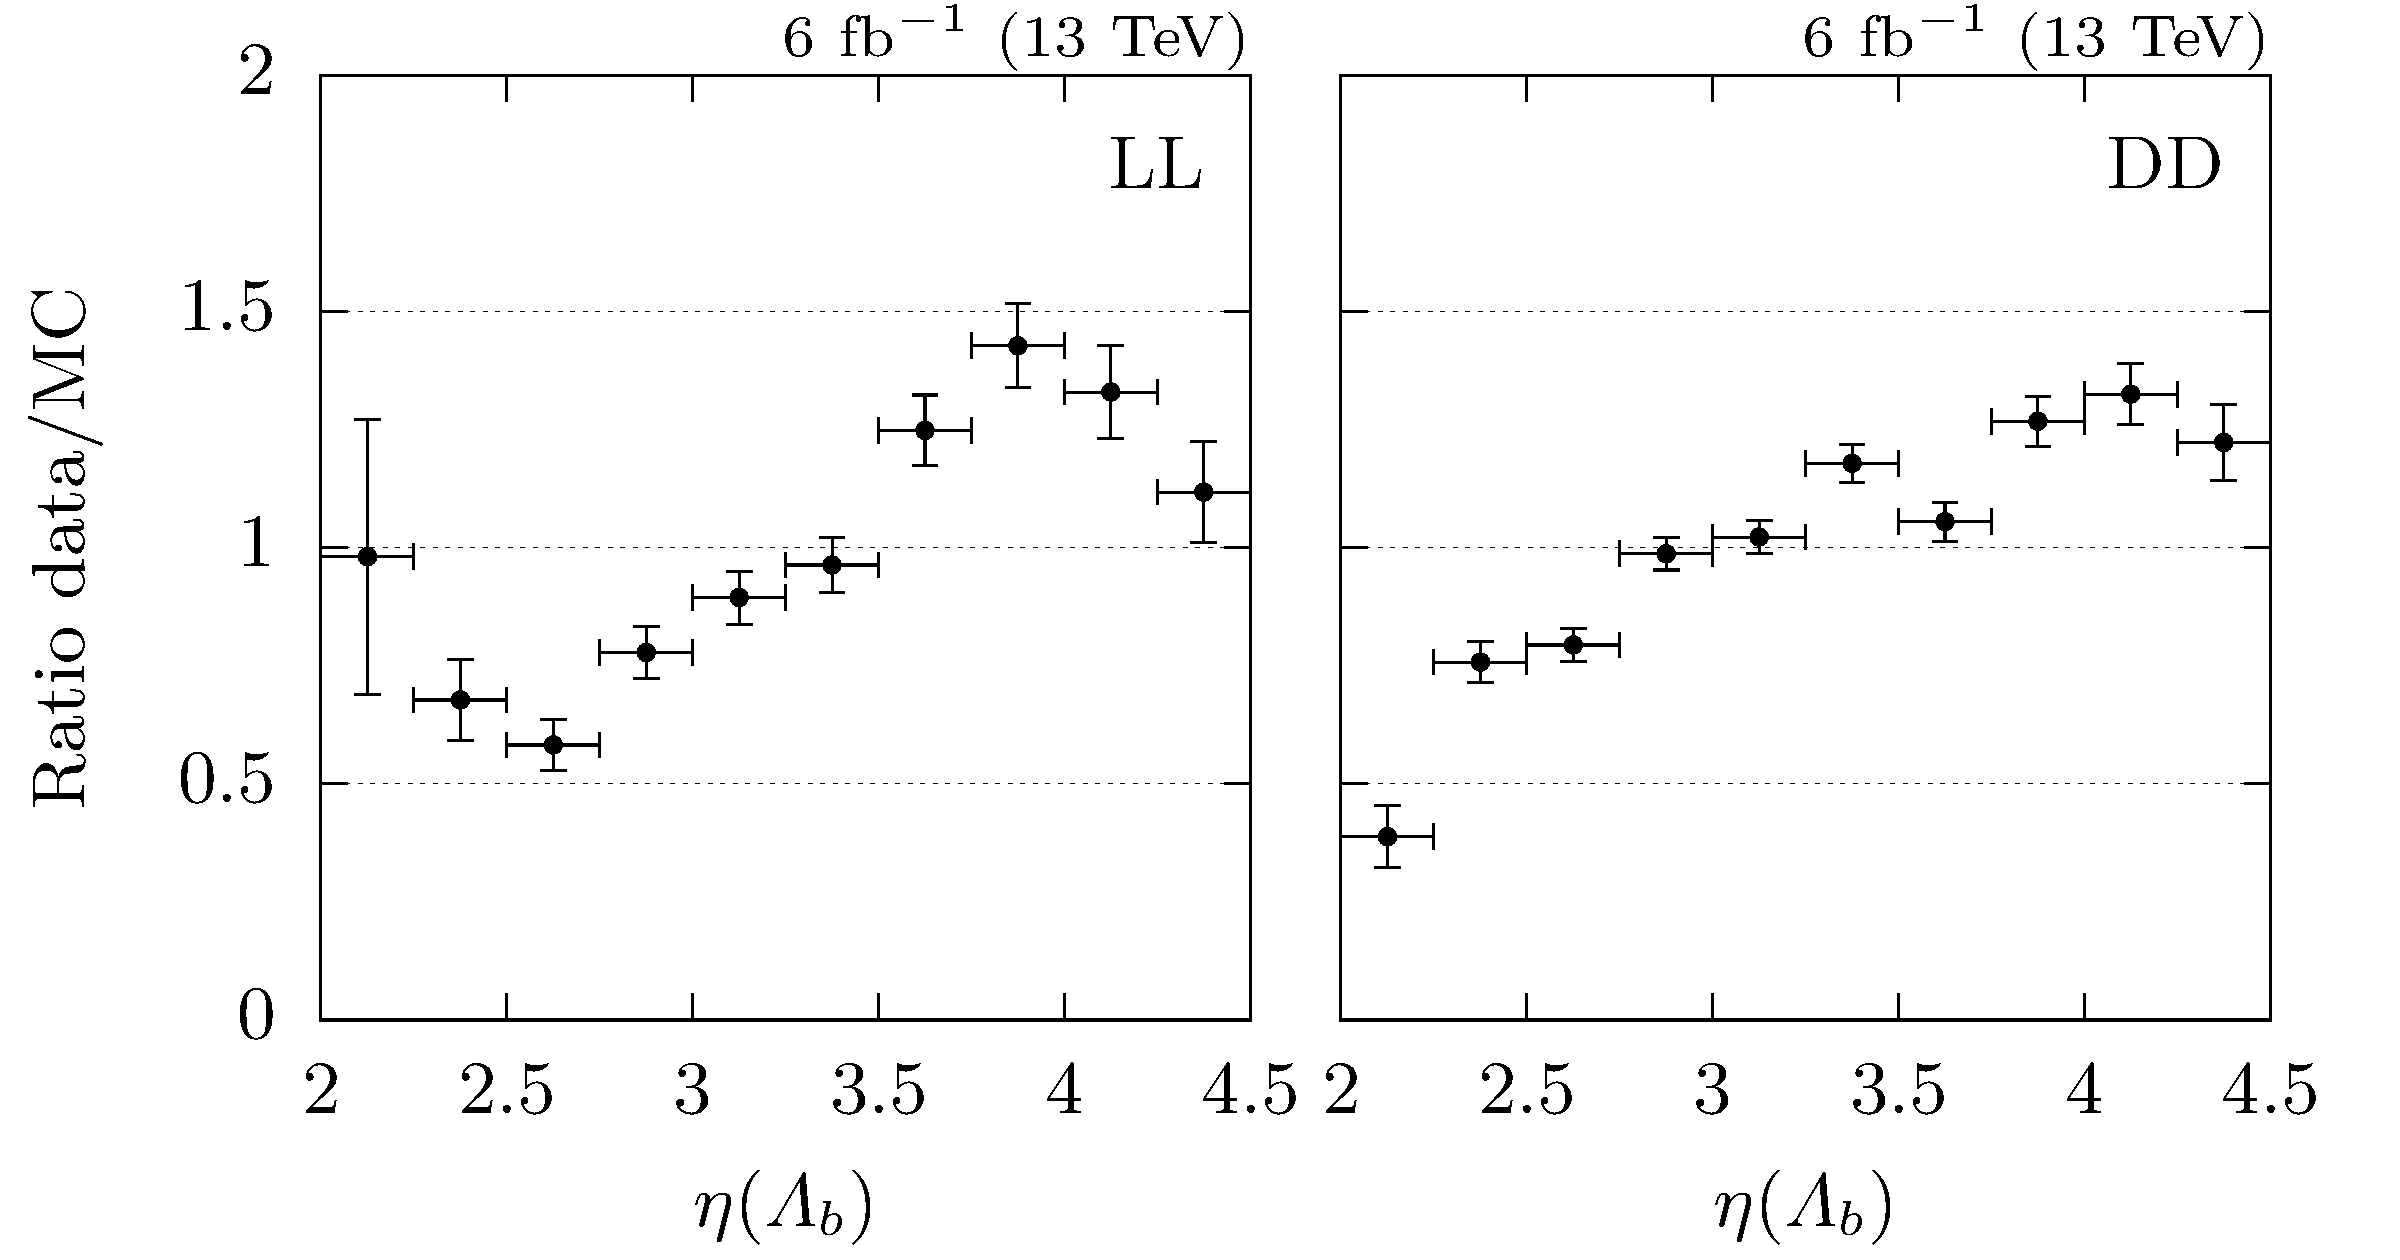 6 fb⁻¹ (13 TeV) 6 fb⁻¹ (13 TeV)
2
LL DD
1.5
1
0.5
0
Ratio data/MC
2 2.5 3 3.5 4 4.5 2 2.5 3 3.5 4 4.5
η(Λ_b) η(Λ_b)